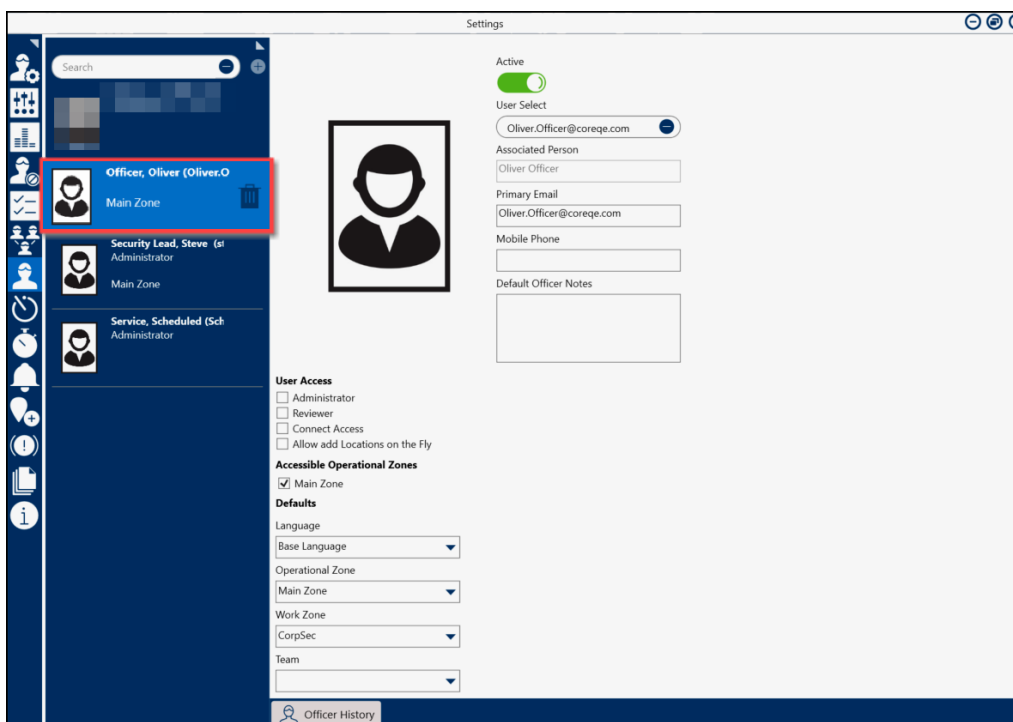 Settings
Search
Officer, Oliver (Oliver.O
Main Zone
Security Lead, Steve (st
Administrator
Main Zone
Service, Scheduled (Sch
Administrator
Active
User Select
Oliver.Officer@coreqe.com
Associated Person
Oliver Officer
Primary Email
Oliver.Officer@coreqe.com
Mobile Phone
Default Officer Notes
User Access
Administrator
Reviewer
Connect Access
Allow add Locations on the Fly
Accessible Operational Zones
Main Zone
Defaults
Language
Base Language
Operational Zone
Main Zone
Work Zone
CorpSec
Team
Officer History